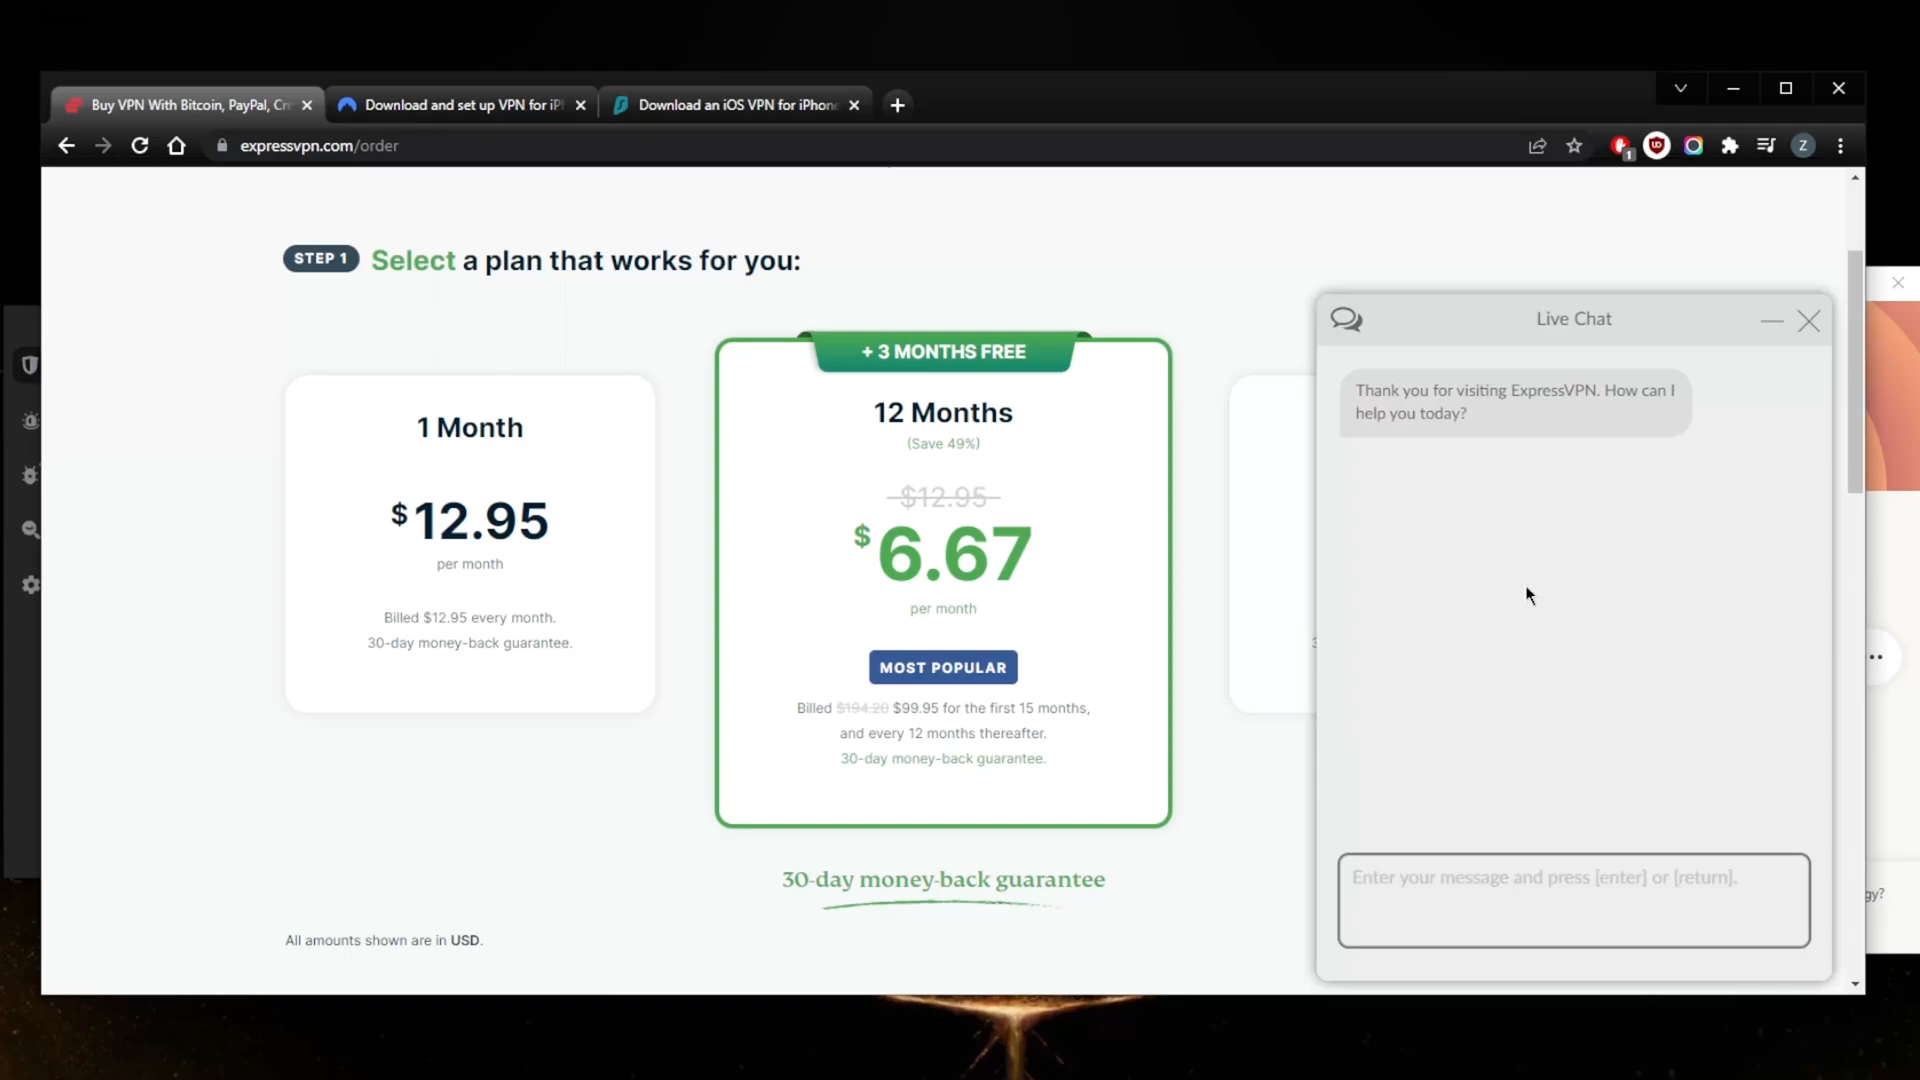 Buy VPN With Bitcoin, PayPal, Cr
Download and set up VPN for iP
Download an iOS VPN for iPhon
expressvpn.com/order
1
Z
STEP 1
Select a plan that works for you:
1 Month
$12.95
per month
Billed $12.95 every month.
30-day money-back guarantee.
+ 3 MONTHS FREE
12 Months
(Save 49%)
$12.95
$6.67
per month
MOST POPULAR
Billed $194.20 $99.95 for the first 15 months,
and every 12 months thereafter.
30-day money-back guarantee.
30-day money-back guarantee
All amounts shown are in USD.
3
Live Chat
Thank you for visiting ExpressVPN. How can I
help you today?
Enter your message and press [enter] or [return].
gy?